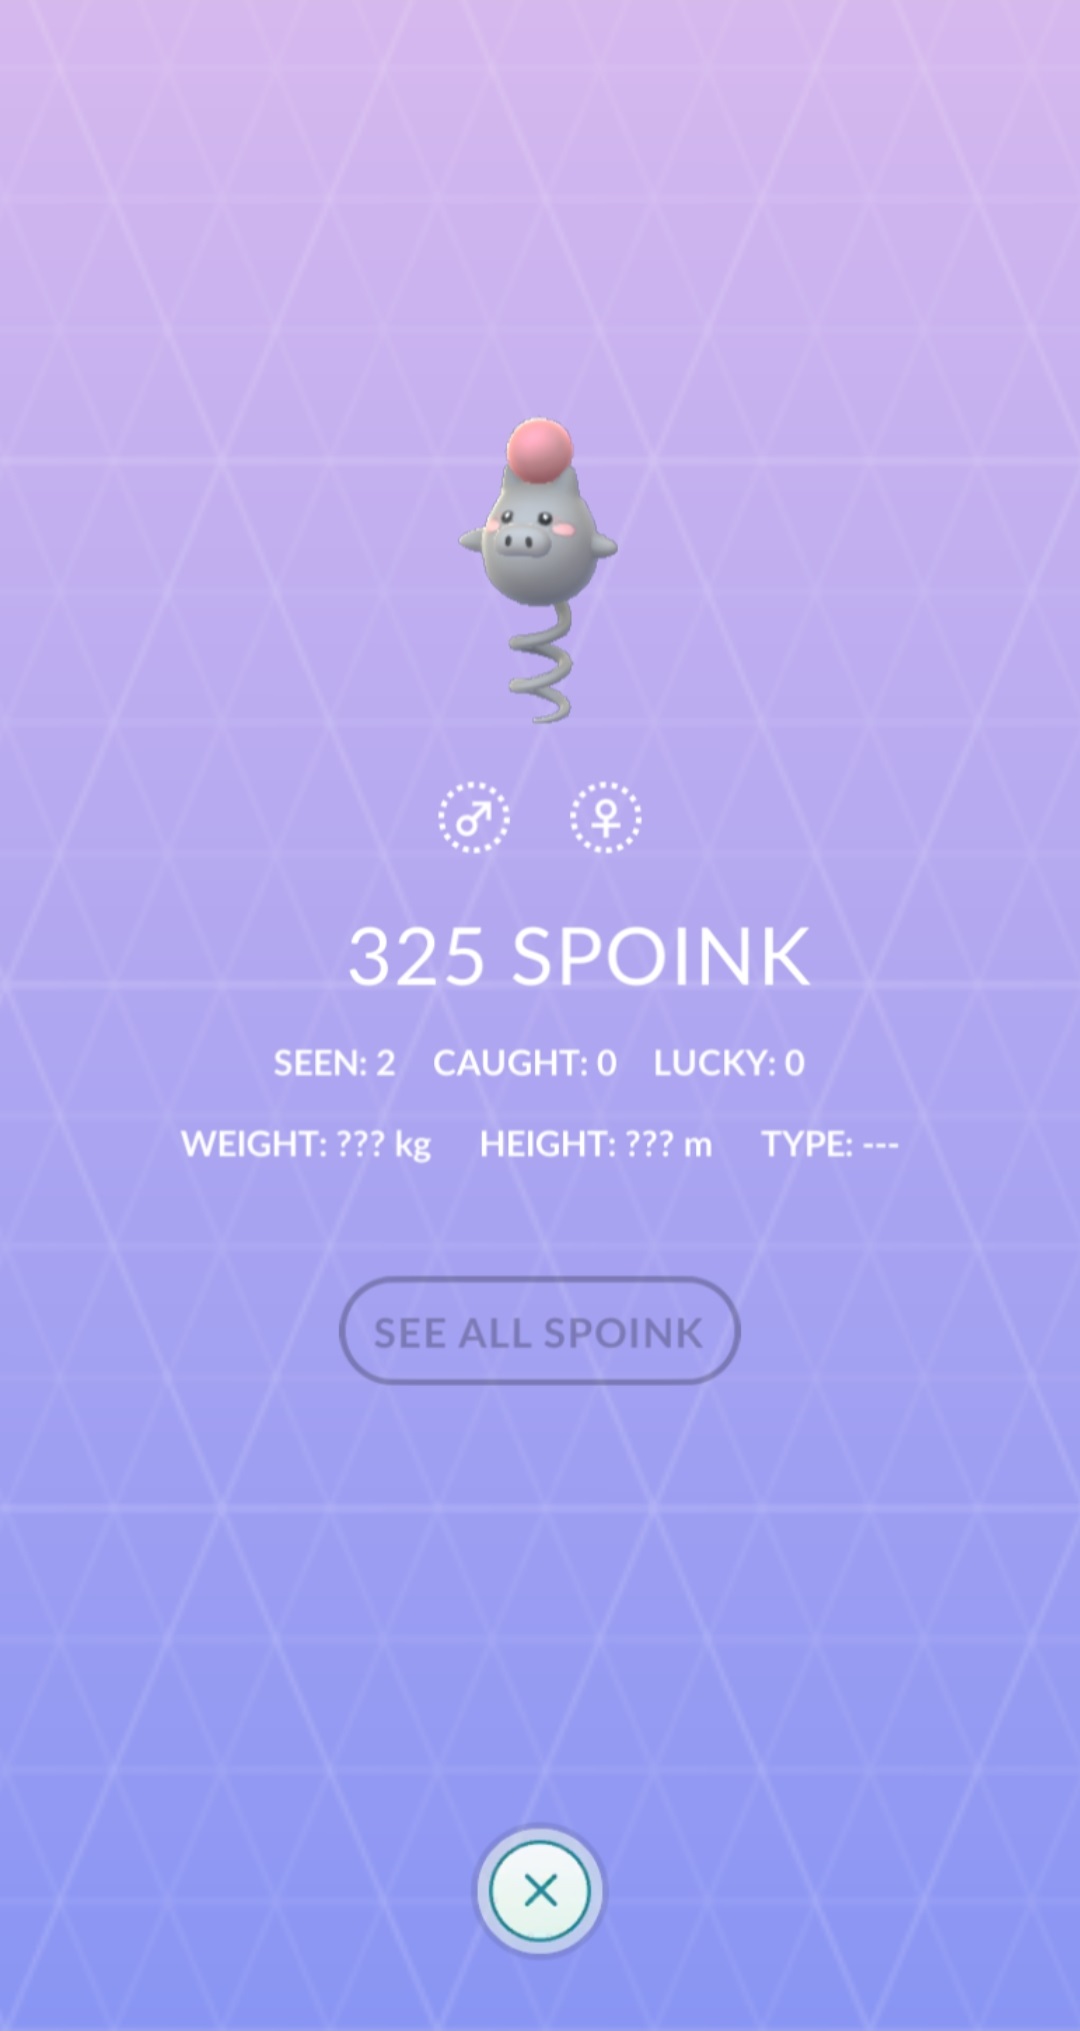 325 SPOINK
SEEN: 2 CAUGHT: 0 LUCKY: 0
WEIGHT: ??? kg HEIGHT: ??? m TYPE: ---
SEE ALL SPOINK